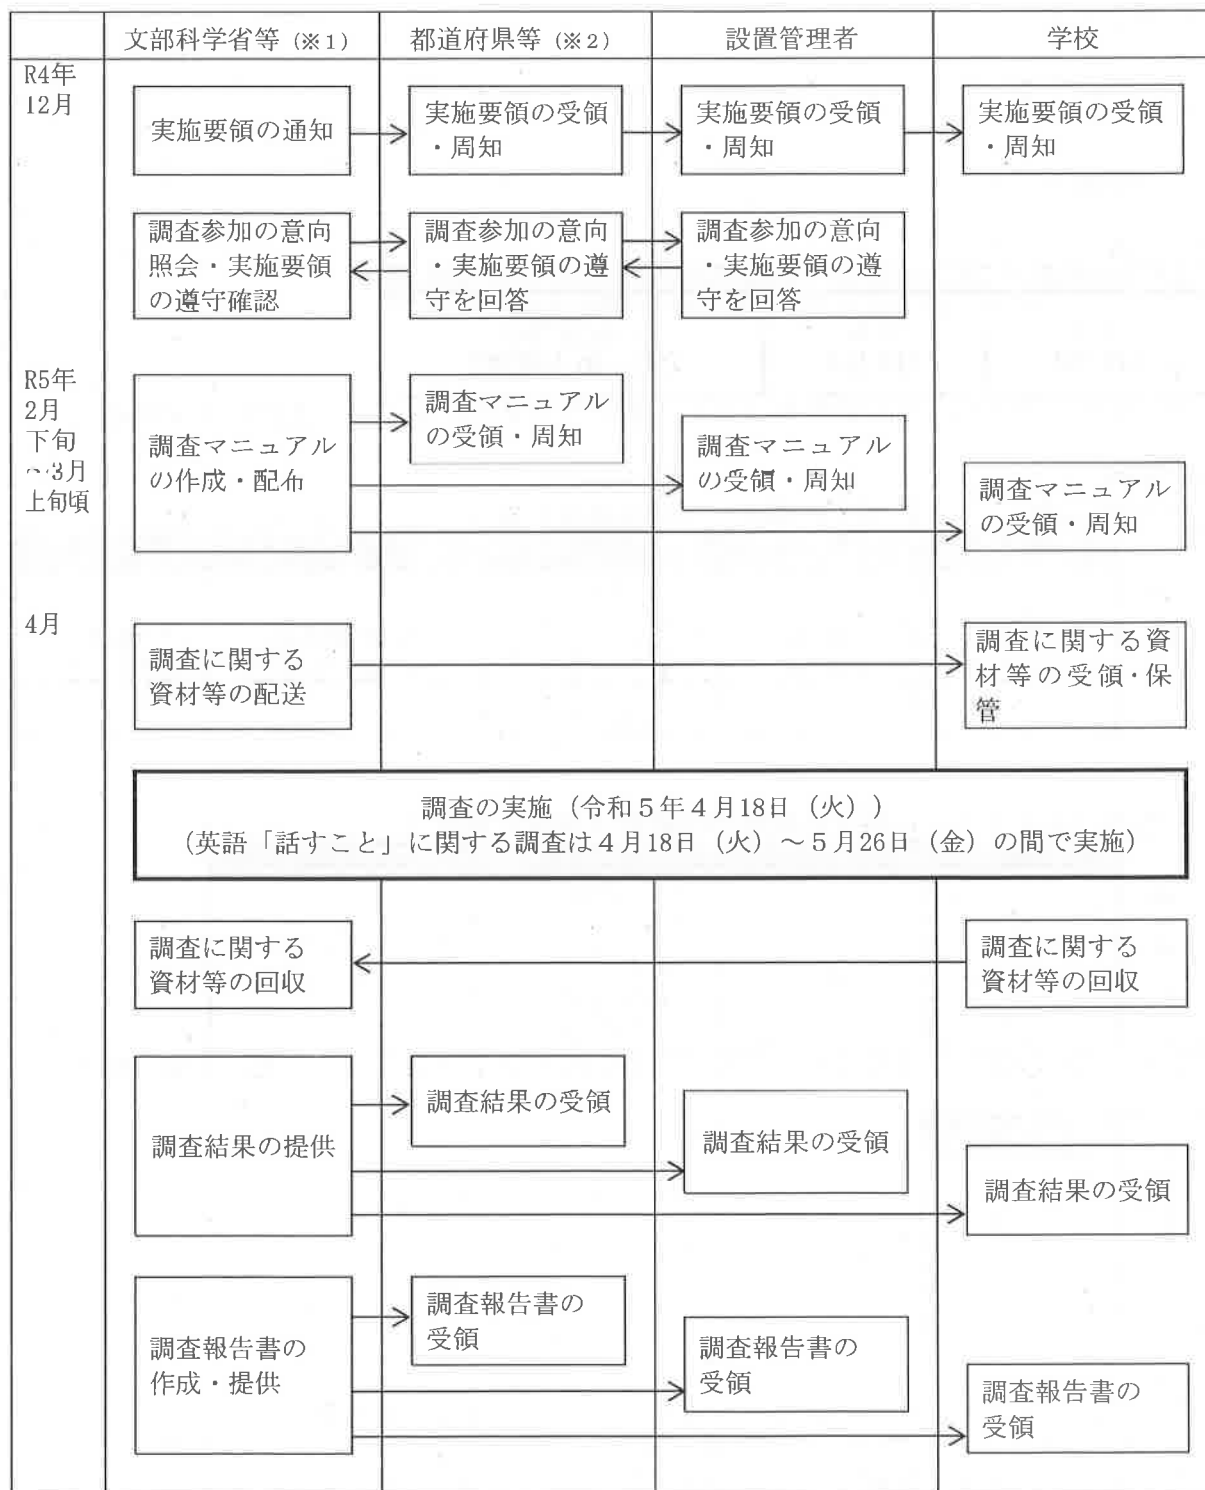 文部科学省等（※1）
都道府県等（※2）
設置管理者
学校
R4年
12月
実施要領の通知
実施要領の受領
・周知
実施要領の受領
・周知
実施要領の受領
・周知
調査参加の意向
照会・実施要領
の遵守確認
調査参加の意向
・実施要領の遵
守を回答
調査参加の意向
・実施要領の遵
守を回答
R5年
2月
下旬
～3月
上旬頃
調査マニュアル
の作成・配布
調査マニュアル
の受領・周知
調査マニュアル
の受領・周知
調査マニュアル
の受領・周知
4月
調査に関する
資材等の配送
調査に関する資
材等の受領・保
管
調査の実施（令和５年４月18日（火））
（英語「話すこと」に関する調査は４月18日（火）～５月26日（金）の間で実施）
調査に関する
資材等の回収
調査に関する
資材等の回収
調査結果の提供
調査結果の受領
調査結果の受領
調査結果の受領
調査報告書の
作成・提供
調査報告書の
受領
調査報告書の
受領
調査報告書の
受領